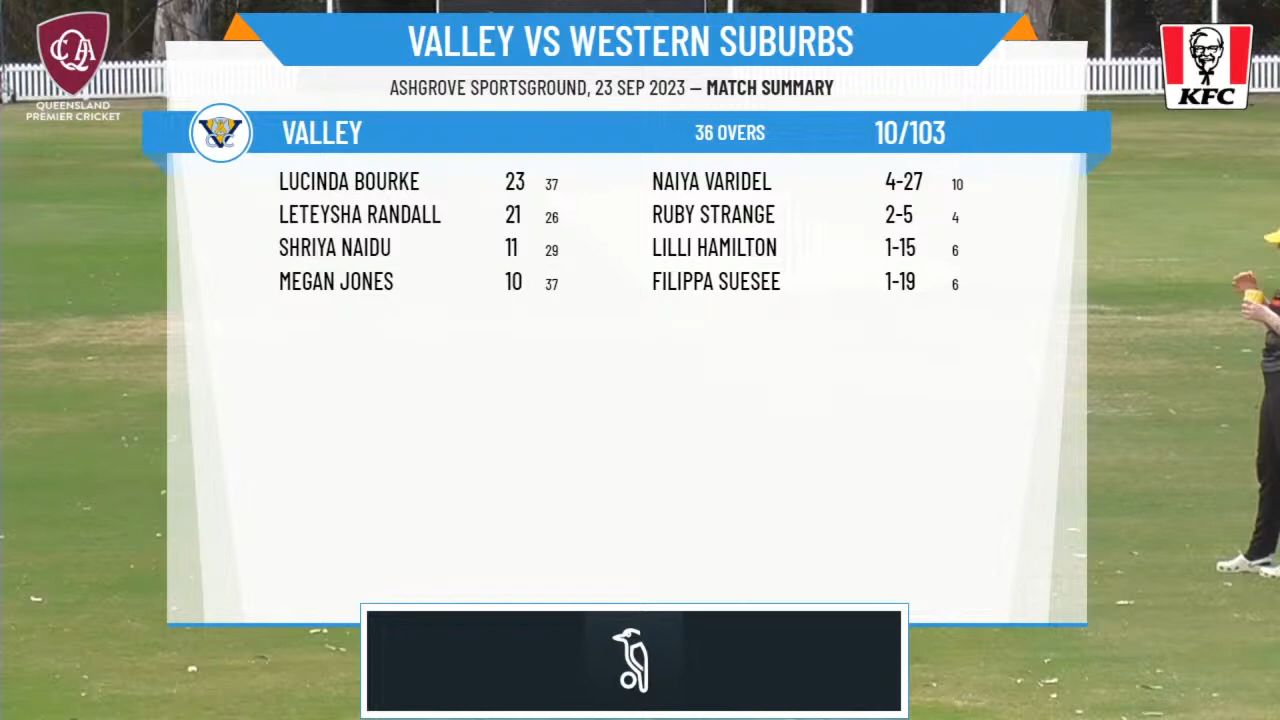 VALLEY VS WESTERN SUBURBS
ASHGROVE SPORTSGROUND, 23 SEP 2023 – MATCH SUMMARY
QUEENSLAND
PREMIER CRICKET
KFC
VALLEY 36 OVERS 10/103
LUCINDA BOURKE 23 37 NAIYA VARIDEL 4-27 10
LETEYSHA RANDALL 21 26 RUBY STRANGE 2-5 4
SHRIYA NAIDU 11 29 LILLI HAMILTON 1-15 6
MEGAN JONES 10 37 FILIPPA SUESEE 1-19 6